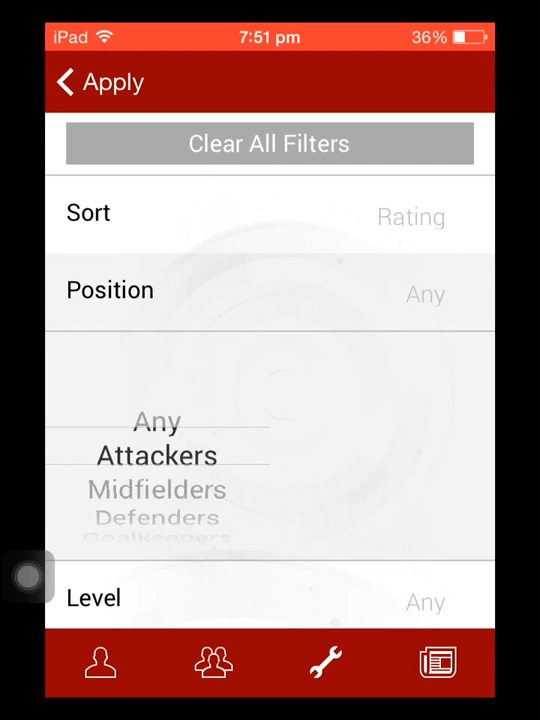 iPad 7:51 pm 36%
Apply
Clear All Filters
Sort Rating
Position Any
Any
Attackers
Midfielders
Defenders
Goalkeepers
Level Any